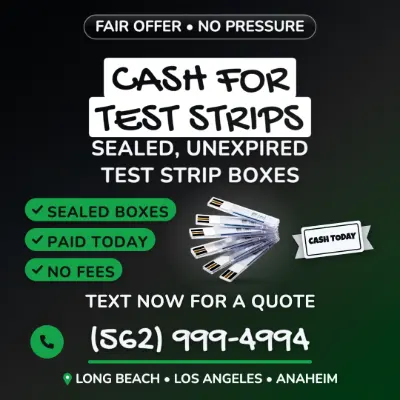 FAIR OFFER • NO PRESSURE
CASH FOR
TEST STRIPS
SEALED, UNEXPIRED
TEST STRIP BOXES
SEALED BOXES
PAID TODAY
NO FEES
CASH TODAY
TEXT NOW FOR A QUOTE
(562) 999-4994
LONG BEACH • LOS ANGELES • ANAHEIM